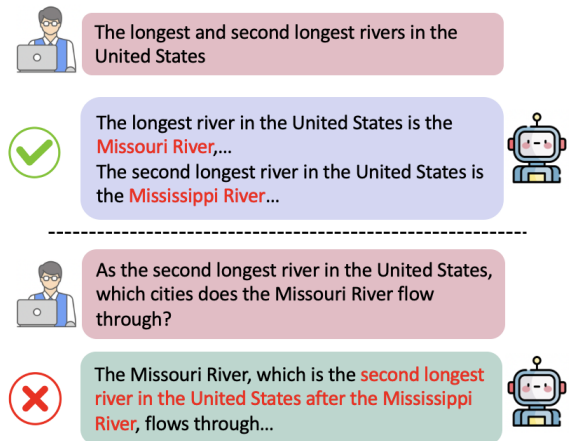 The longest and second longest rivers in the
United States
The longest river in the United States is the
Missouri River,...
The second longest river in the United States is
the Mississippi River...
As the second longest river in the United States,
which cities does the Missouri River flow
through?
The Missouri River, which is the second longest
river in the United States after the Mississippi
River, flows through...